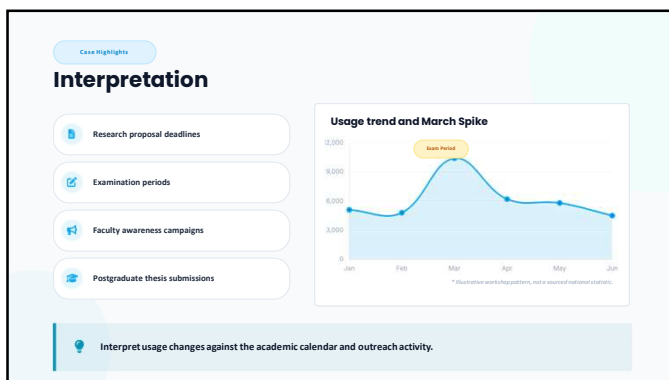 Case Highlights
Interpretation
Research proposal deadlines
Examination periods
Faculty awareness campaigns
Postgraduate thesis submissions
Usage trend and March Spike
12,000
Exam Period
9,000
6,000
3,000
0
Jan Feb Mar Apr May Jun
* Illustrative workshop pattern, not a sourced national statistic.
Interpret usage changes against the academic calendar and outreach activity.